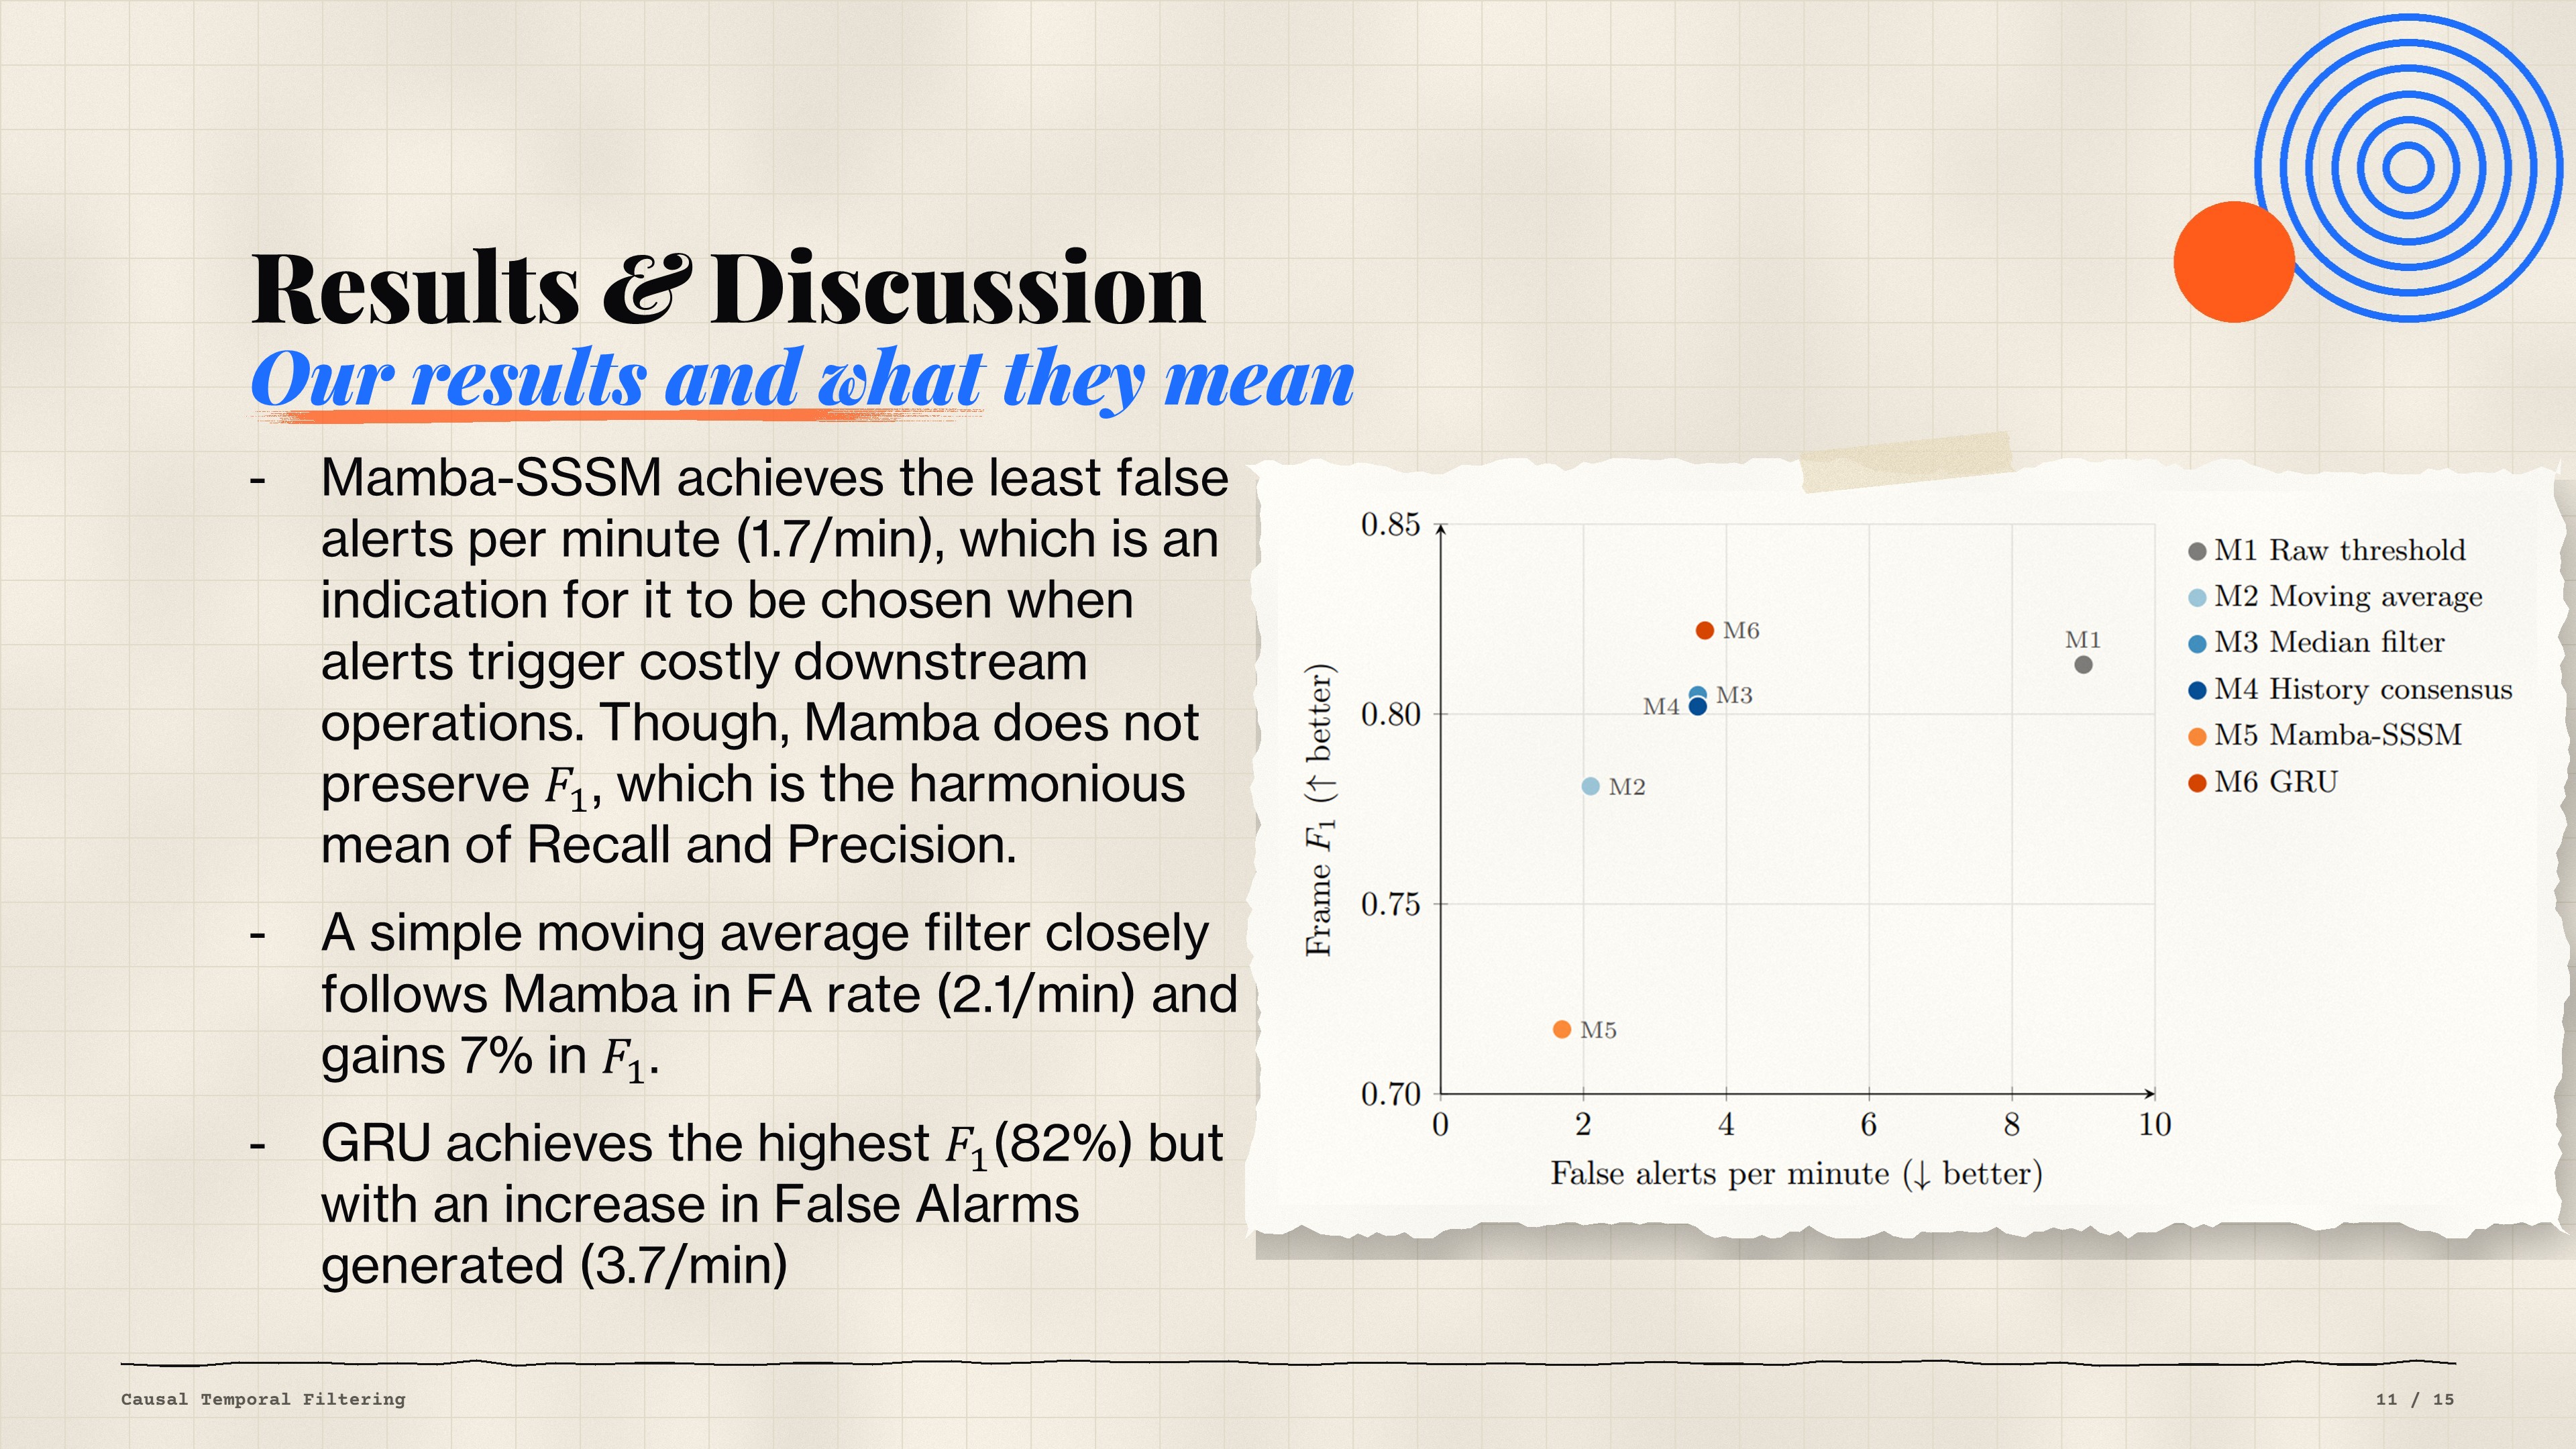 Results & Discussion
Our results and what they mean
- Mamba-SSSM achieves the least false
alerts per minute (1.7/min), which is an
indication for it to be chosen when
alerts trigger costly downstream
operations. Though, Mamba does not
preserve F₁, which is the harmonious
mean of Recall and Precision.
- A simple moving average filter closely
follows Mamba in FA rate (2.1/min) and
gains 7% in F₁.
- GRU achieves the highest F₁(82%) but
with an increase in False Alarms
generated (3.7/min)
Frame F₁ (↑ better)
0.85
0.80
0.75
0.70
0 2 4 6 8 10
False alerts per minute (↓ better)
M6
M1
M3
M4
M2
M5
M1 Raw threshold
M2 Moving average
M3 Median filter
M4 History consensus
M5 Mamba-SSSM
M6 GRU
Causal Temporal Filtering
11 / 15